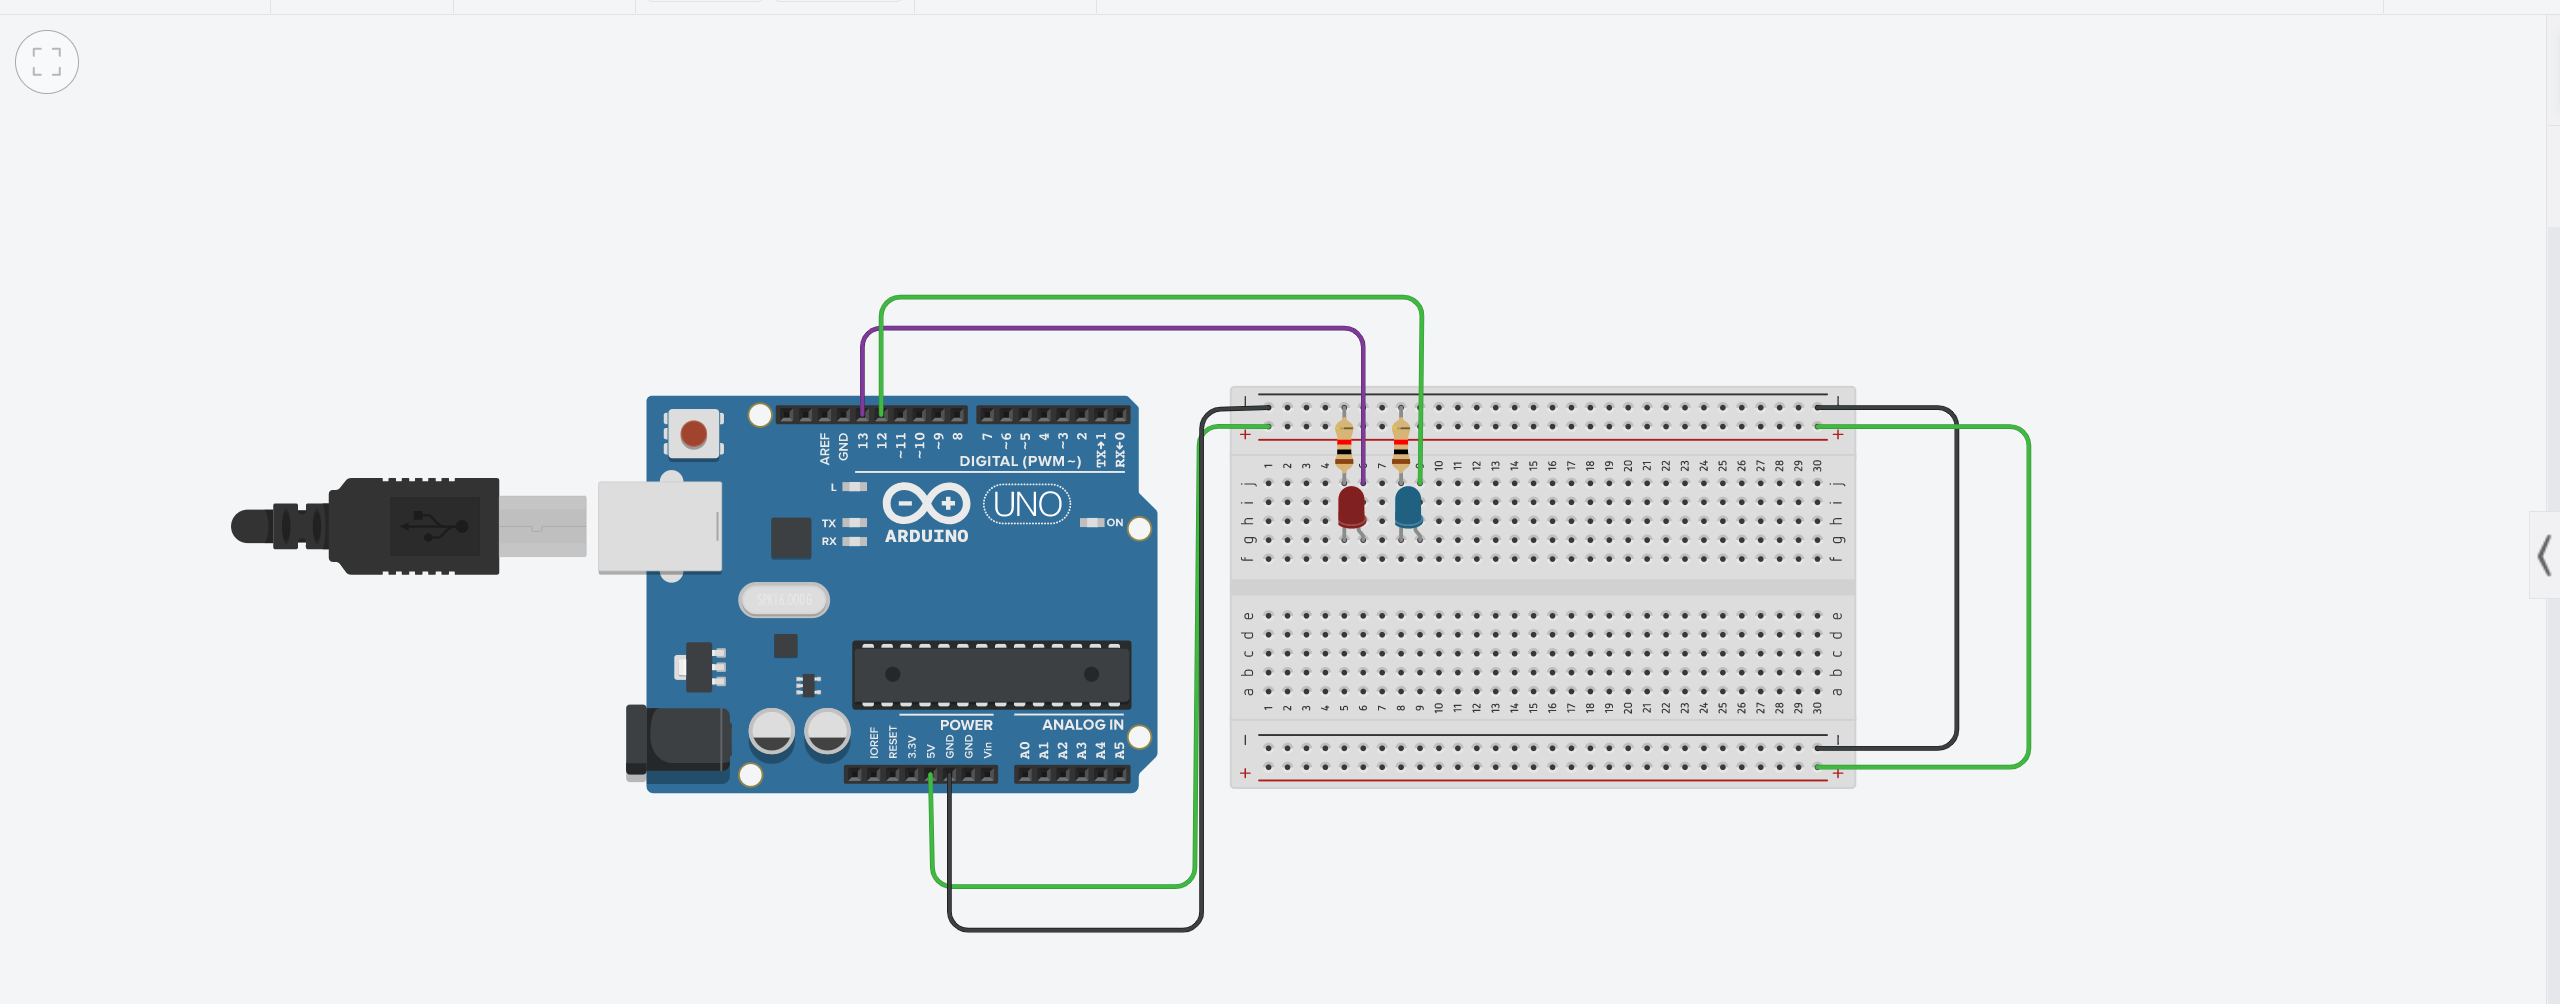 AREF
GND
13
12
~11
~10
~9
8
7
~6
~5
4
~3
2
TX→1
RX←0
DIGITAL (PWM~)
L
TX
RX
UNO
ARDUINO
ON
SPK16.000G
POWER
ANALOG IN
IOREF
RESET
3.3V
5V
GND
GND
Vin
A0
A1
A2
A3
A4
A5
− −
+ +
1 2 3 4 5 6 7 8 9 10 11 12 13 14 15 16 17 18 19 20 21 22 23 24 25 26 27 28 29 30
j j
i i
h h
g g
f f
e e
d d
c c
b b
a a
1 2 3 4 5 6 7 8 9 10 11 12 13 14 15 16 17 18 19 20 21 22 23 24 25 26 27 28 29 30
− −
+ +